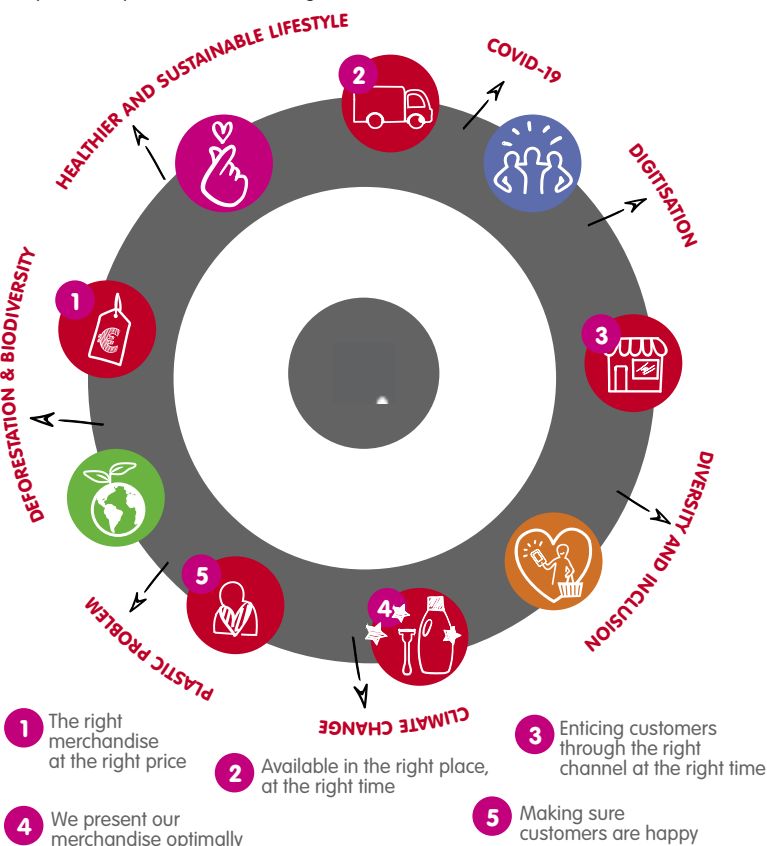 HEALTHIER AND SUSTAINABLE LIFESTYLE
COVID-19
DIGITISATION
DIVERSITY AND INCLUSION
CLIMATE CHANGE
PLASTIC PROBLEM
DEFORESTATION & BIODIVERSITY
1
2
3
4
5
€
1
The right
merchandise
at the right price
2
Available in the right place,
at the right time
3
Enticing customers
through the right
channel at the right time
4
We present our
merchandise optimally
5
Making sure
customers are happy